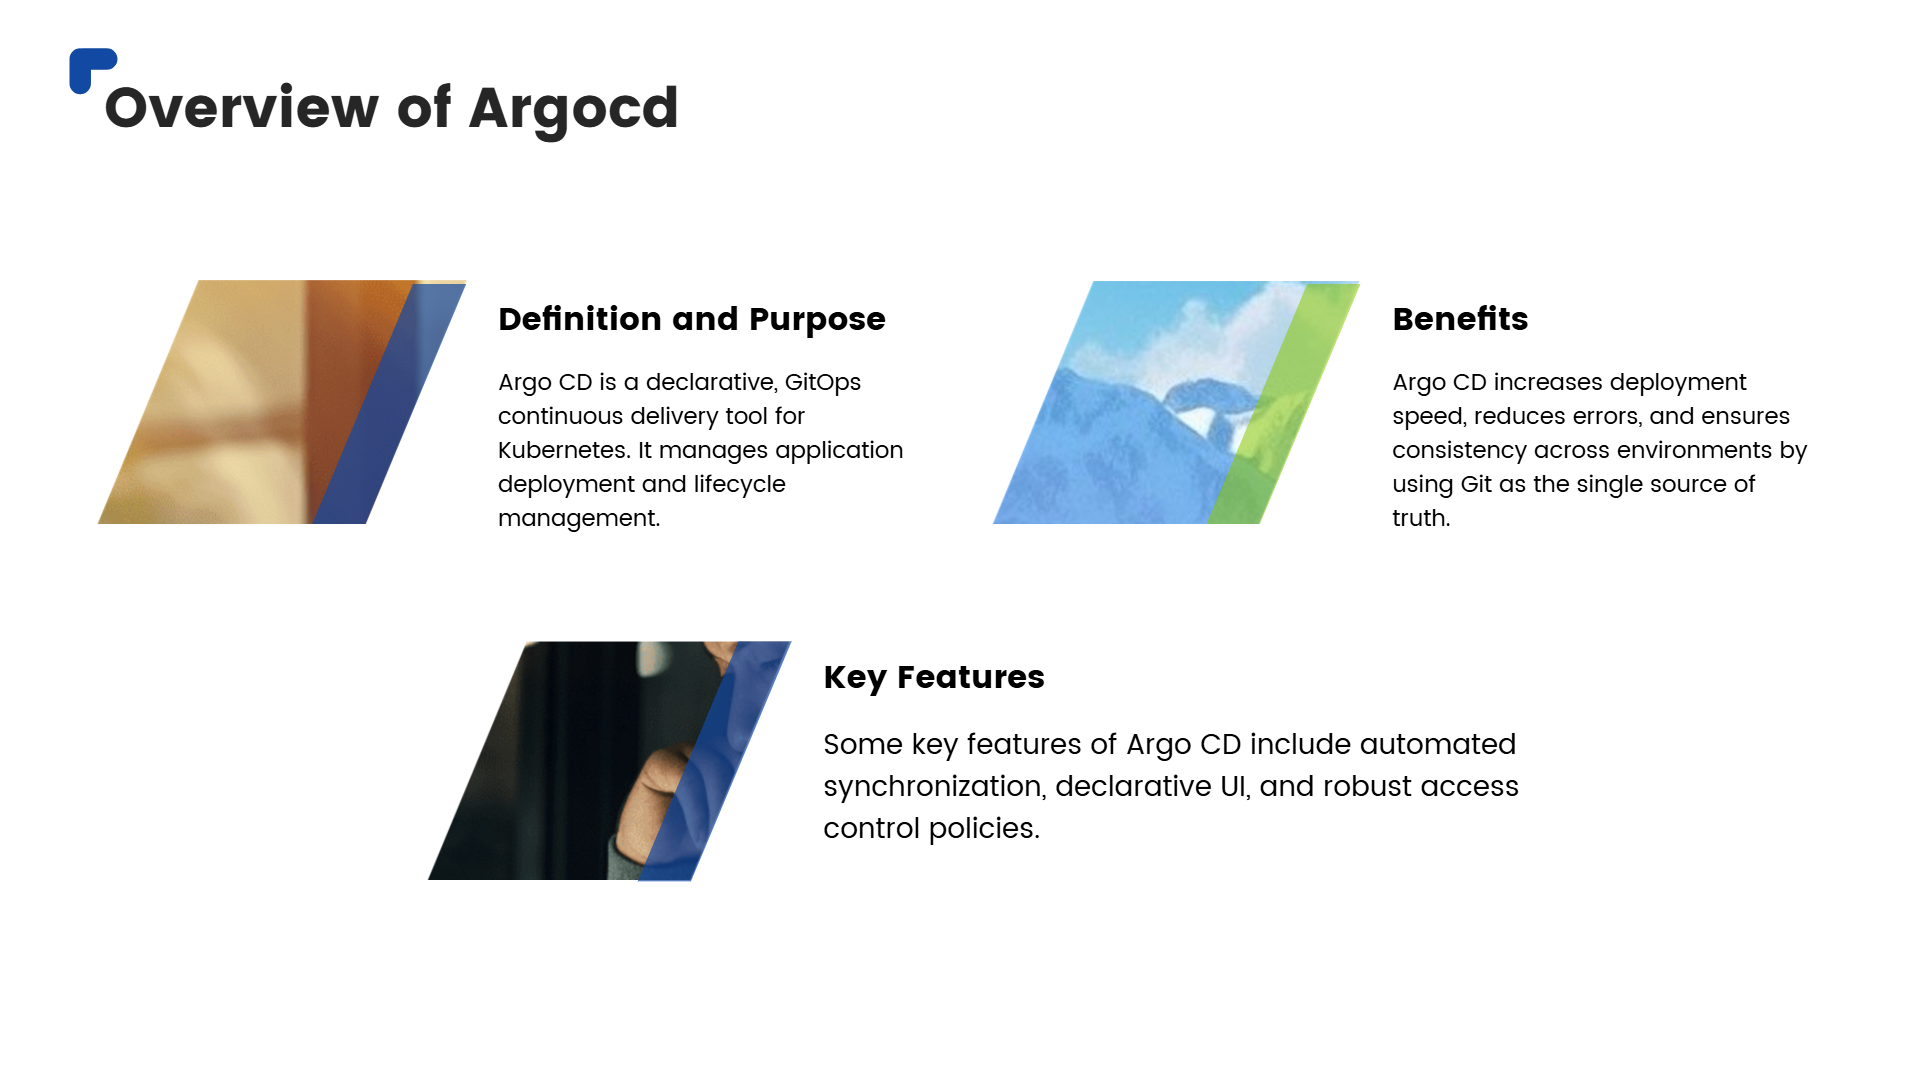 Overview of Argocd
Definition and Purpose
Argo CD is a declarative, GitOps
continuous delivery tool for
Kubernetes. It manages application
deployment and lifecycle
management.
Benefits
Argo CD increases deployment
speed, reduces errors, and ensures
consistency across environments by
using Git as the single source of
truth.
Key Features
Some key features of Argo CD include automated
synchronization, declarative UI, and robust access
control policies.